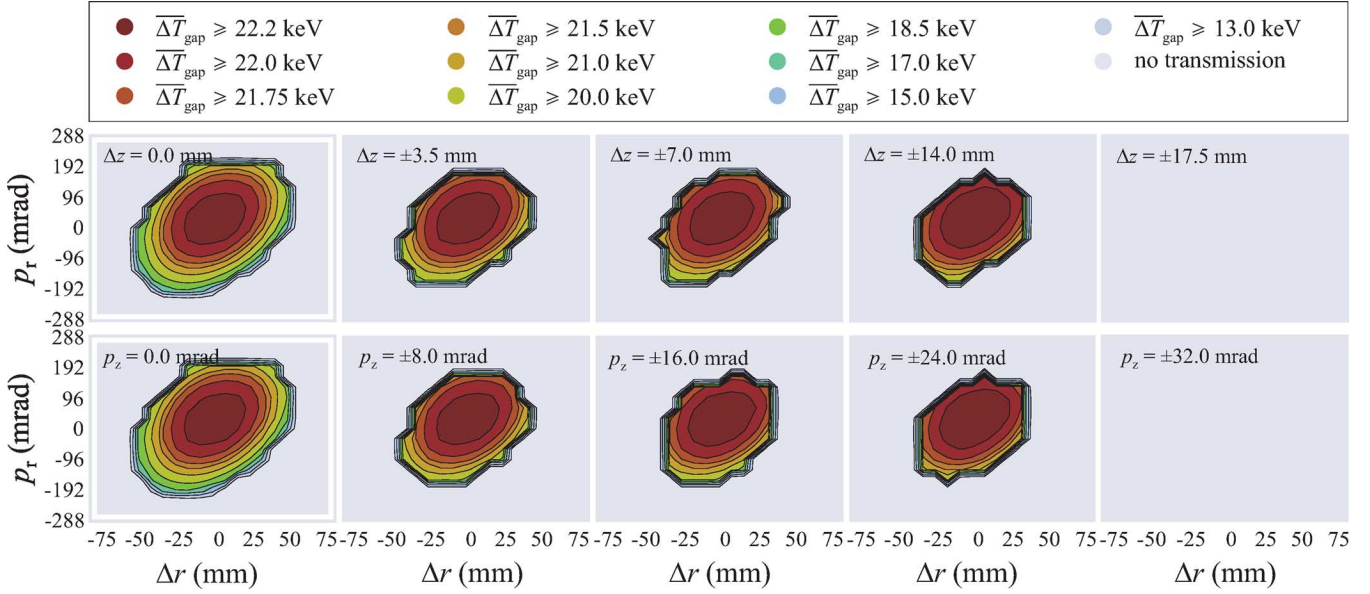 ΔT̅gap ⩾ 22.2 keV ΔT̅gap ⩾ 21.5 keV ΔT̅gap ⩾ 18.5 keV ΔT̅gap ⩾ 13.0 keV
ΔT̅gap ⩾ 22.0 keV ΔT̅gap ⩾ 21.0 keV ΔT̅gap ⩾ 17.0 keV no transmission
ΔT̅gap ⩾ 21.75 keV ΔT̅gap ⩾ 20.0 keV ΔT̅gap ⩾ 15.0 keV
288
192
96
0
-96
-192
-288
pr (mrad)
Δz = 0.0 mm Δz = ±3.5 mm Δz = ±7.0 mm Δz = ±14.0 mm Δz = ±17.5 mm
288
192
96
0
-96
-192
-288
pr (mrad)
pz = 0.0 mrad pz = ±8.0 mrad pz = ±16.0 mrad pz = ±24.0 mrad pz = ±32.0 mrad
-75 -25 0 25 50 75 -75 -25 0 25 50 75 -75 -25 0 25 50 75 -75 -25 0 25 50 75 -75 -25 0 25 50 75
Δr (mm) Δr (mm) Δr (mm) Δr (mm) Δr (mm)